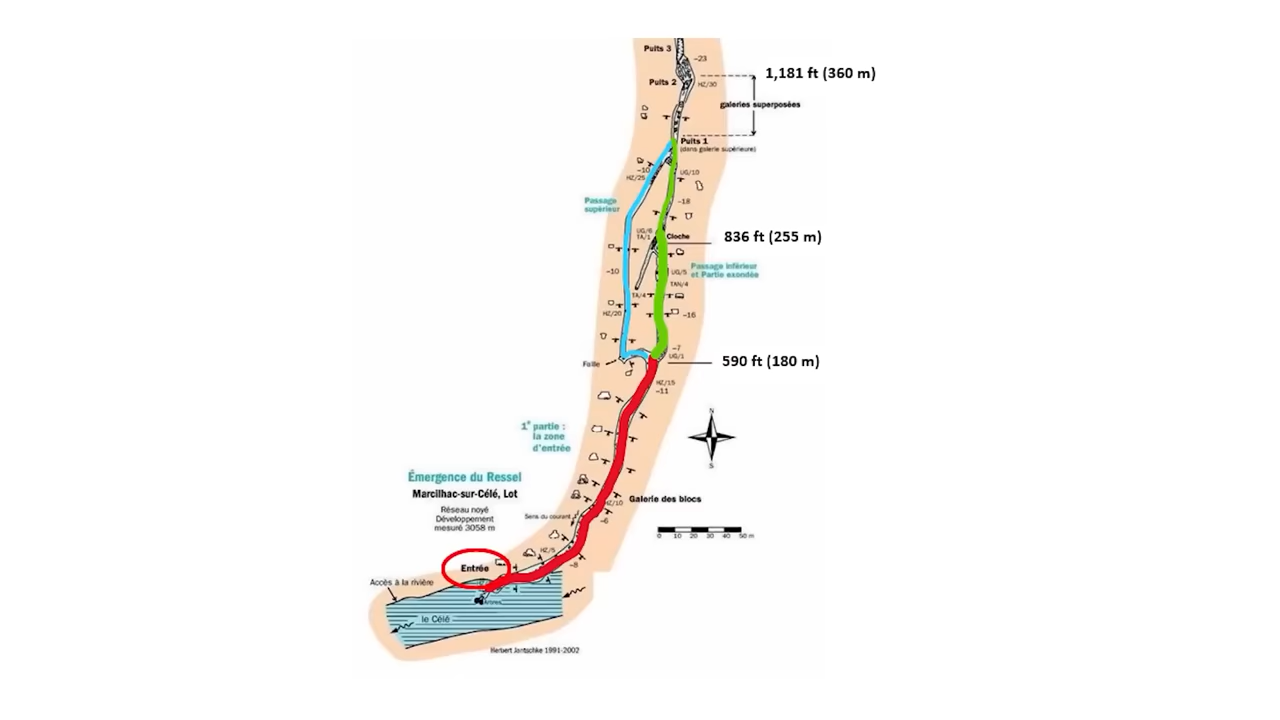 Puits 3
-23
1,181 ft (360 m)
Puits 2
HZ/30
galeries superposées
Puits 1
(dans galerie supérieure)
-10
HZ/25
UG/10
Passage
supérieur
-18
UG/6
TA/1
Cloche
836 ft (255 m)
-10
UG/5
Passage inférieur
et Partie exondée
TAN/4
TA/4
HZ/20
-16
-7
UG/1
590 ft (180 m)
Faille
HZ/15
-11
N
S
1e partie :
la zone
d'entrée
Émergence du Ressel
Marcilhac-sur-Célé, Lot
Réseau noyé
Développement
mesuré 3058 m
Galerie des blocs
HZ/10
Sens du courant
-6
0 10 20 30 40 50 m
HZ/5
-8
Entrée
Accès à la rivière
Arbres
le Célé
Herbert Jantschke 1991-2002